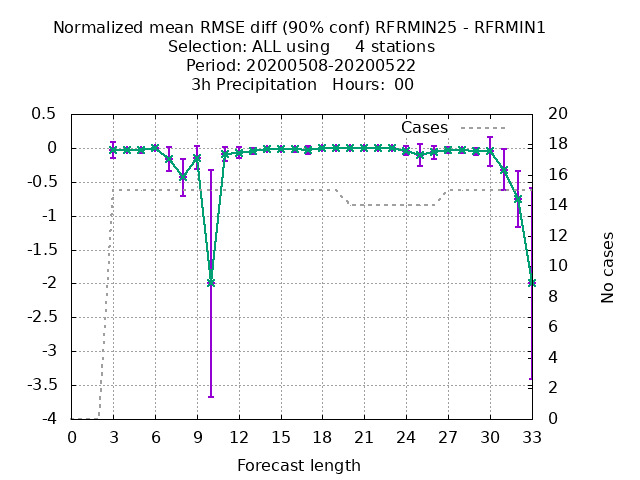 Normalized mean RMSE diff (90% conf) RFRMIN25 - RFRMIN1
Selection: ALL using     4 stations
Period: 20200508-20200522
3h Precipitation   Hours:  00
Cases
0.5
0
-0.5
-1
-1.5
-2
-2.5
-3
-3.5
-4
20
18
16
14
12
10
8
6
4
2
0
No cases
0 3 6 9 12 15 18 21 24 27 30 33
Forecast length